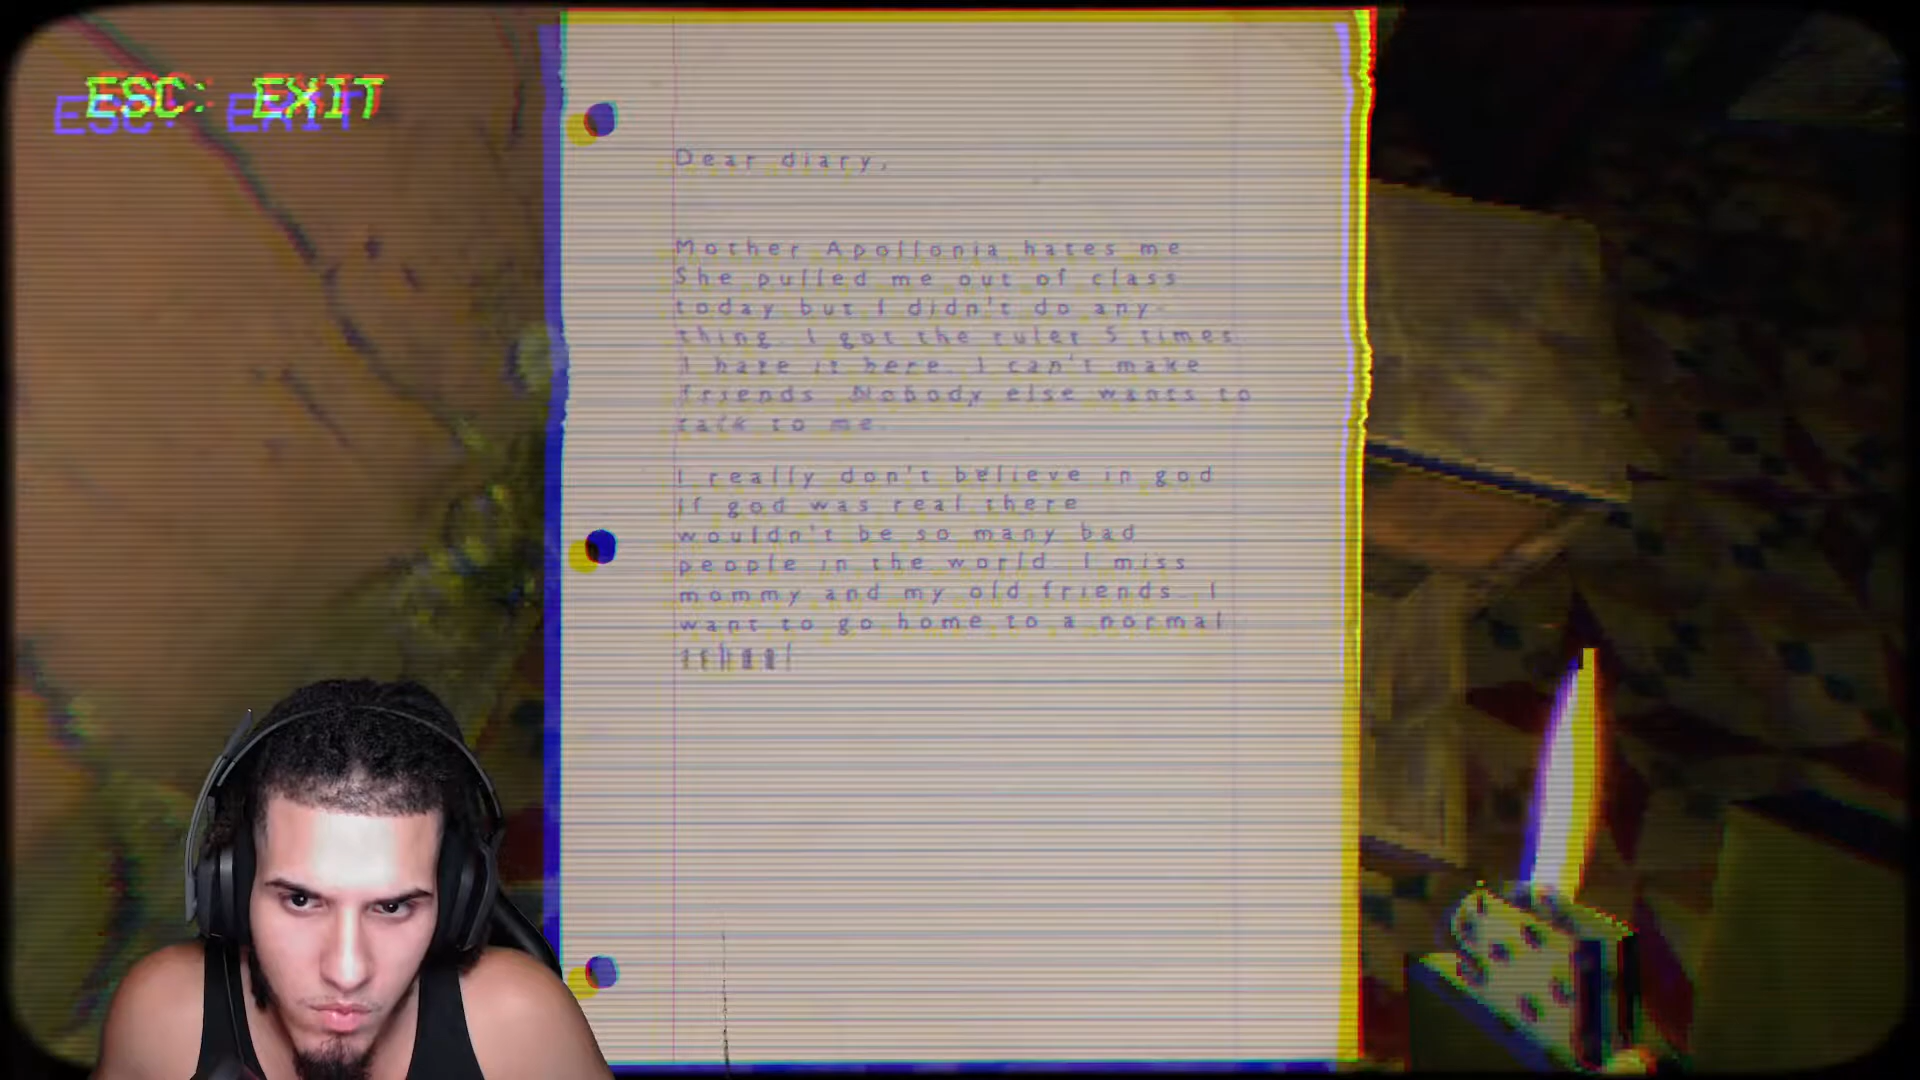 ESC: EXIT
Dear diary,
Mother Apollonia hates me.
She pulled me out of class
today but I didn't do any-
thing. I got the ruler 5 times.
I hate it here. I can't make
friends. Nobody else wants to
talk to me.
I really don't believe in god
If god was real there
wouldn't be so many bad
people in the world. I miss
mommy and my old friends. I
want to go home to a normal